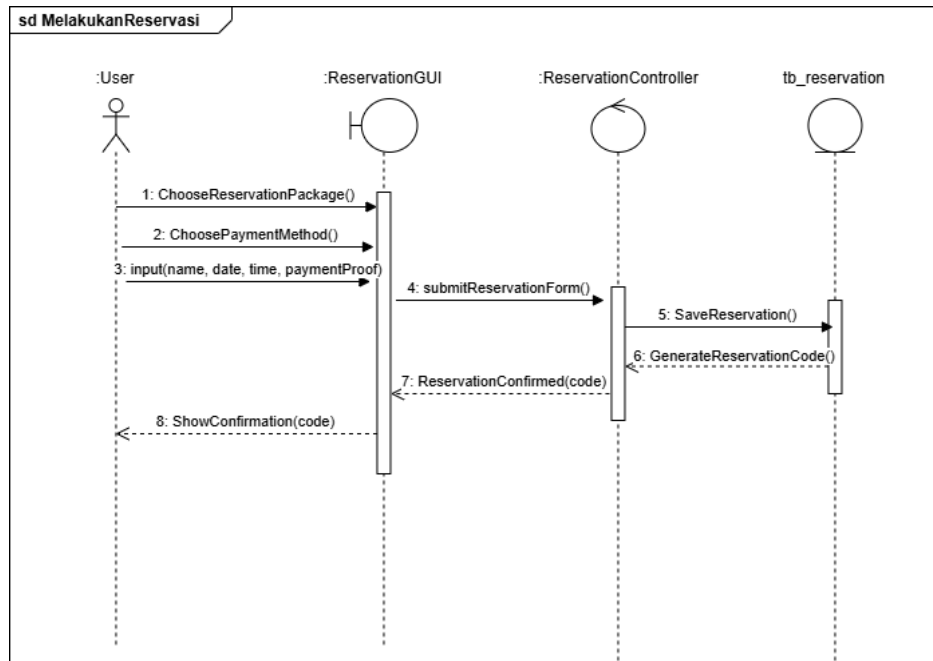 sd MelakukanReservasi
:User
:ReservationGUI
:ReservationController
tb_reservation
1: ChooseReservationPackage()
2: ChoosePaymentMethod()
3: input(name, date, time, paymentProof)
4: submitReservationForm()
5: SaveReservation()
6: GenerateReservationCode()
7: ReservationConfirmed(code)
8: ShowConfirmation(code)